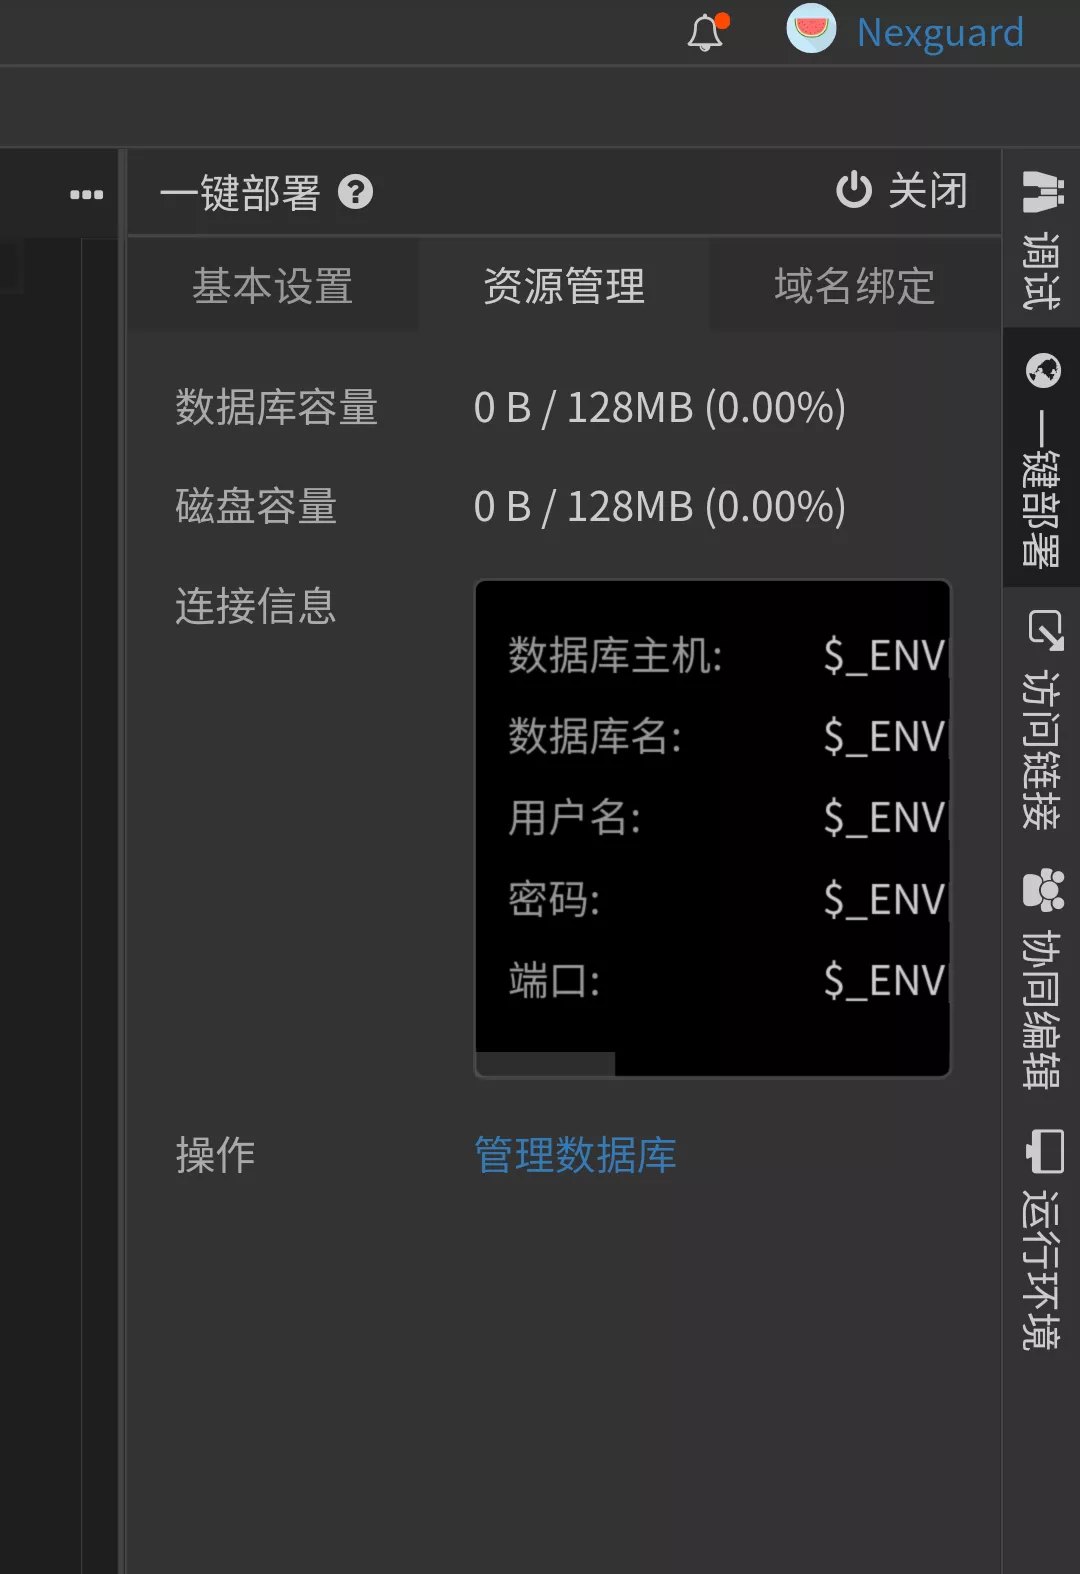 Nexguard
一键部署
关闭
基本设置 资源管理 域名绑定
数据库容量 0 B / 128MB (0.00%)
磁盘容量 0 B / 128MB (0.00%)
连接信息
数据库主机: $_ENV
数据库名: $_ENV
用户名: $_ENV
密码: $_ENV
端口: $_ENV
操作 管理数据库
调试
一键部署
访问链接
协同编辑
运行环境